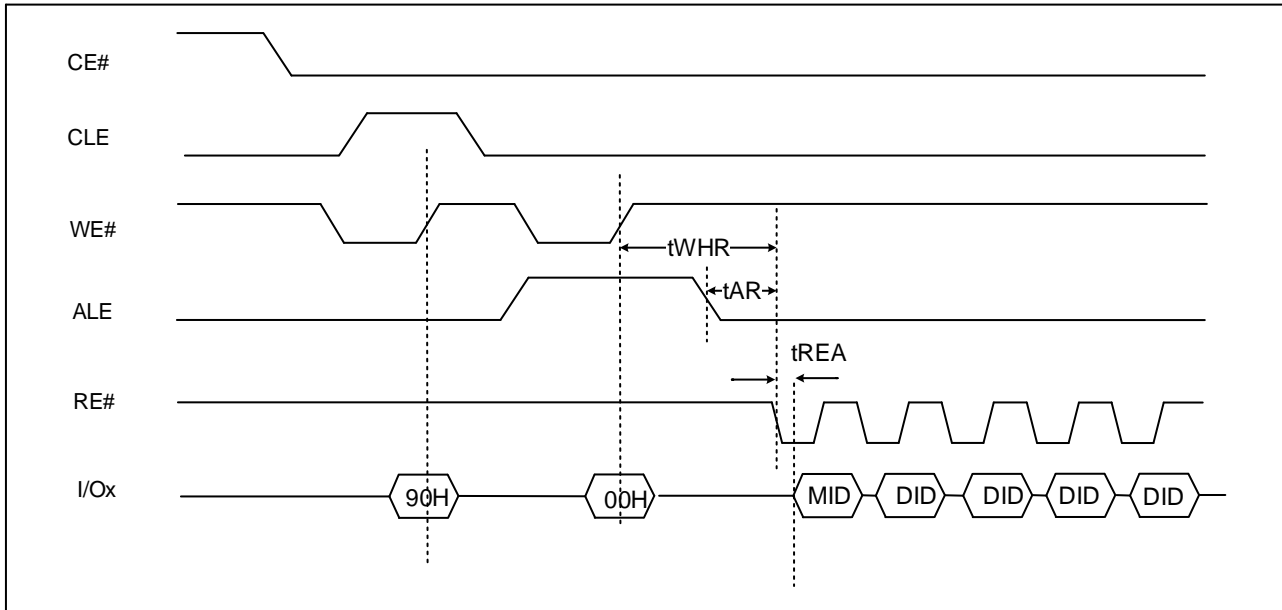 CE#
CLE
WE#
tWHR
tAR
ALE
tREA
RE#
I/Ox
90H
00H
MID
DID
DID
DID
DID